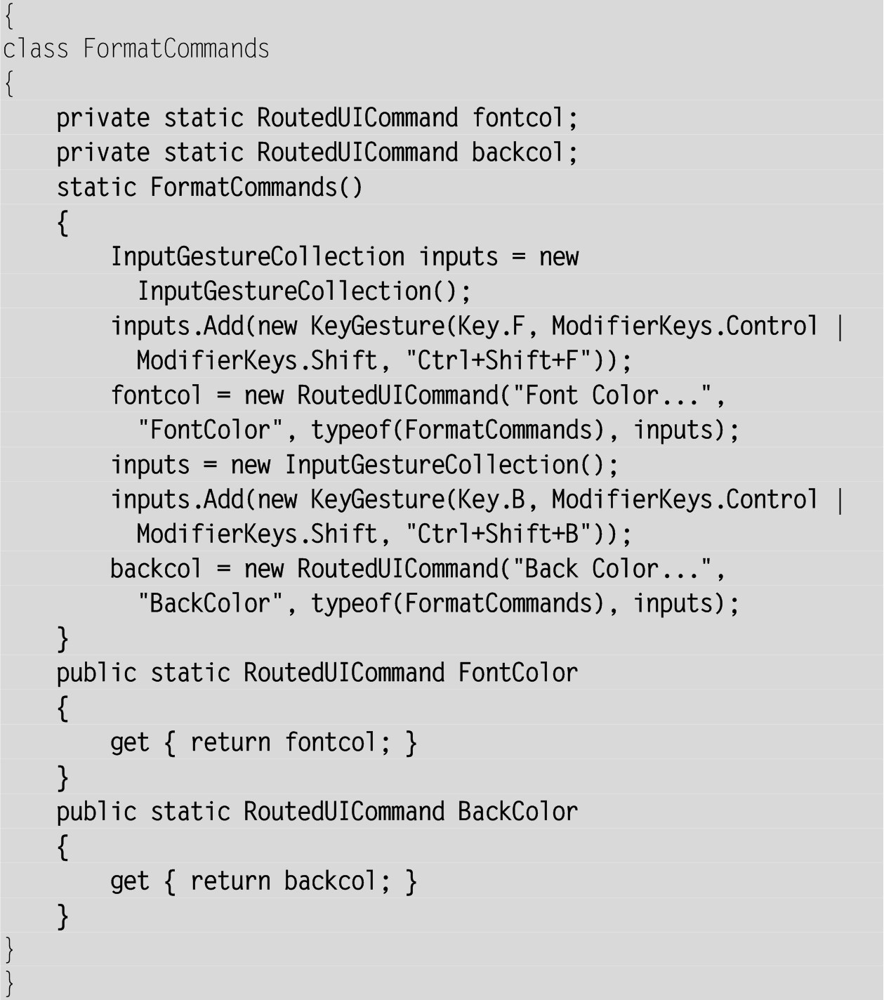 {
class FormatCommands
{
    private static RoutedUICommand fontcol;
    private static RoutedUICommand backcol;
    static FormatCommands()
    {
        InputGestureCollection inputs = new
          InputGestureCollection();
        inputs.Add(new KeyGesture(Key.F, ModifierKeys.Control |
          ModifierKeys.Shift, "Ctrl+Shift+F"));
        fontcol = new RoutedUICommand("Font Color...",
          "FontColor", typeof(FormatCommands), inputs);
        inputs = new InputGestureCollection();
        inputs.Add(new KeyGesture(Key.B, ModifierKeys.Control |
          ModifierKeys.Shift, "Ctrl+Shift+B"));
        backcol = new RoutedUICommand("Back Color...",
          "BackColor", typeof(FormatCommands), inputs);
    }
    public static RoutedUICommand FontColor
    {
        get { return fontcol; }
    }
    public static RoutedUICommand BackColor
    {
        get { return backcol; }
    }
}
}